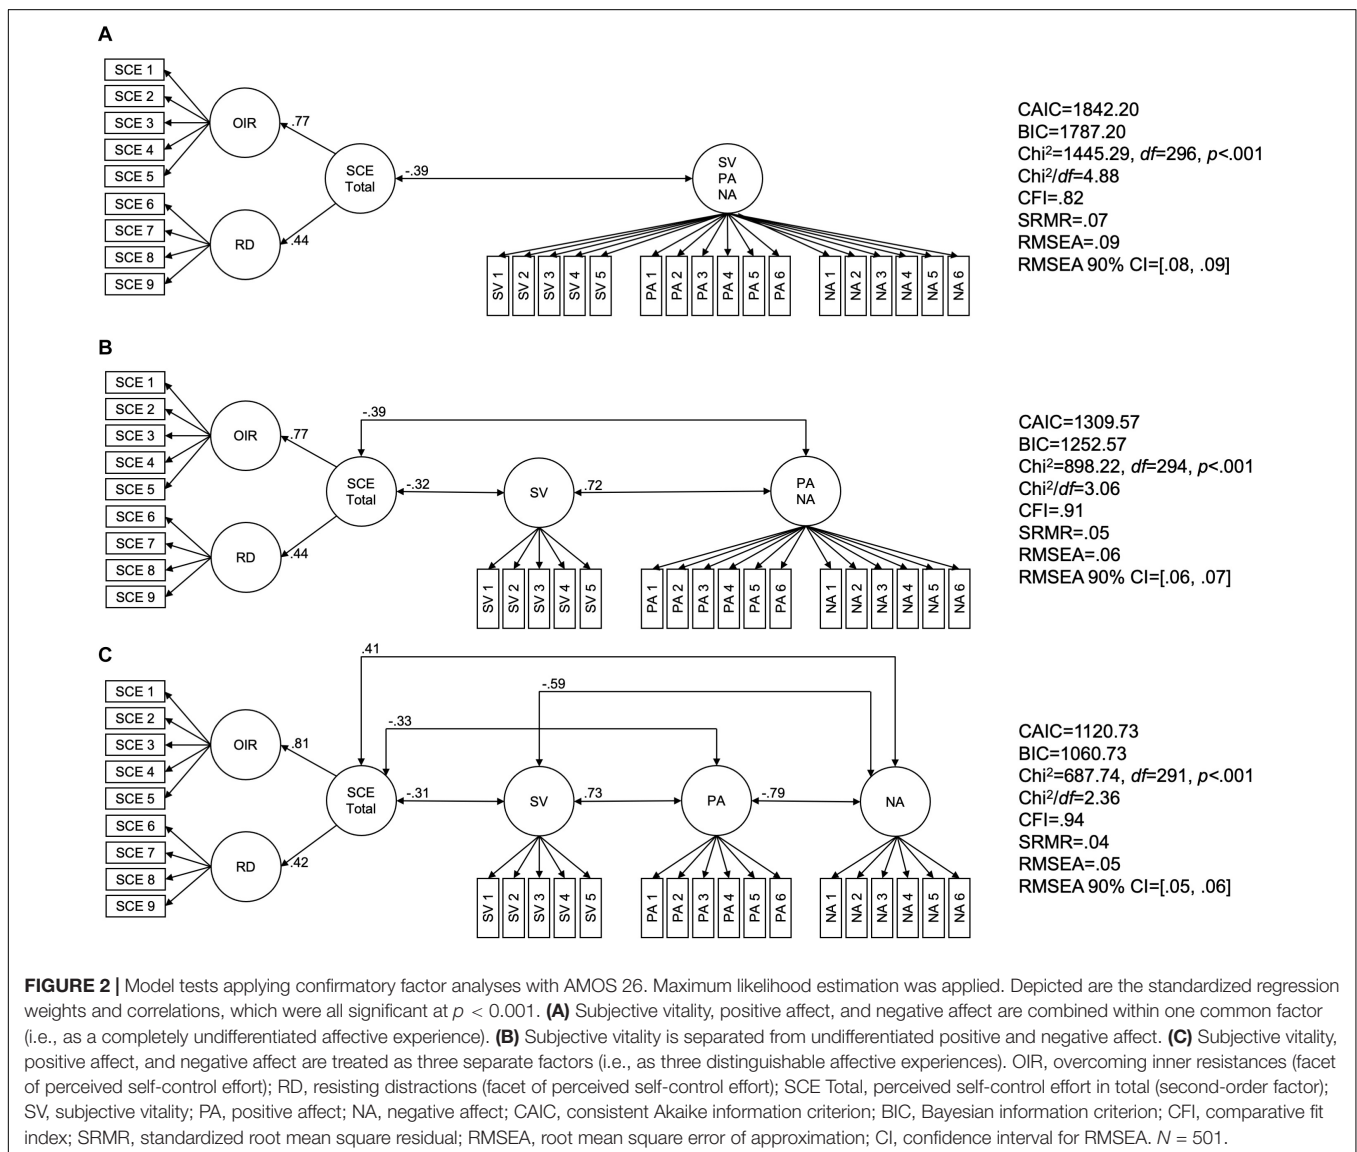 A
SCE 1
SCE 2
SCE 3
SCE 4
SCE 5
SCE 6
SCE 7
SCE 8
SCE 9
OIR
RD
.77
.44
SCE
Total
-.39
SV
PA
NA
SV 1
SV 2
SV 3
SV 4
SV 5
PA 1
PA 2
PA 3
PA 4
PA 5
PA 6
NA 1
NA 2
NA 3
NA 4
NA 5
NA 6
CAIC=1842.20
BIC=1787.20
Chi²=1445.29, df=296, p<.001
Chi²/df=4.88
CFI=.82
SRMR=.07
RMSEA=.09
RMSEA 90% CI=[.08, .09]
B
SCE 1
SCE 2
SCE 3
SCE 4
SCE 5
SCE 6
SCE 7
SCE 8
SCE 9
OIR
RD
.77
.44
SCE
Total
-.39
-.32
SV
.72
PA
NA
SV 1
SV 2
SV 3
SV 4
SV 5
PA 1
PA 2
PA 3
PA 4
PA 5
PA 6
NA 1
NA 2
NA 3
NA 4
NA 5
NA 6
CAIC=1309.57
BIC=1252.57
Chi²=898.22, df=294, p<.001
Chi²/df=3.06
CFI=.91
SRMR=.05
RMSEA=.06
RMSEA 90% CI=[.06, .07]
C
SCE 1
SCE 2
SCE 3
SCE 4
SCE 5
SCE 6
SCE 7
SCE 8
SCE 9
OIR
RD
.81
.42
SCE
Total
.41
-.59
-.33
-.31
SV
.73
PA
-.79
NA
SV 1
SV 2
SV 3
SV 4
SV 5
PA 1
PA 2
PA 3
PA 4
PA 5
PA 6
NA 1
NA 2
NA 3
NA 4
NA 5
NA 6
CAIC=1120.73
BIC=1060.73
Chi²=687.74, df=291, p<.001
Chi²/df=2.36
CFI=.94
SRMR=.04
RMSEA=.05
RMSEA 90% CI=[.05, .06]
FIGURE 2 | Model tests applying confirmatory factor analyses with AMOS 26. Maximum likelihood estimation was applied. Depicted are the standardized regression
weights and correlations, which were all significant at p < 0.001. (A) Subjective vitality, positive affect, and negative affect are combined within one common factor
(i.e., as a completely undifferentiated affective experience). (B) Subjective vitality is separated from undifferentiated positive and negative affect. (C) Subjective vitality,
positive affect, and negative affect are treated as three separate factors (i.e., as three distinguishable affective experiences). OIR, overcoming inner resistances (facet
of perceived self-control effort); RD, resisting distractions (facet of perceived self-control effort); SCE Total, perceived self-control effort in total (second-order factor);
SV, subjective vitality; PA, positive affect; NA, negative affect; CAIC, consistent Akaike information criterion; BIC, Bayesian information criterion; CFI, comparative fit
index; SRMR, standardized root mean square residual; RMSEA, root mean square error of approximation; CI, confidence interval for RMSEA. N = 501.